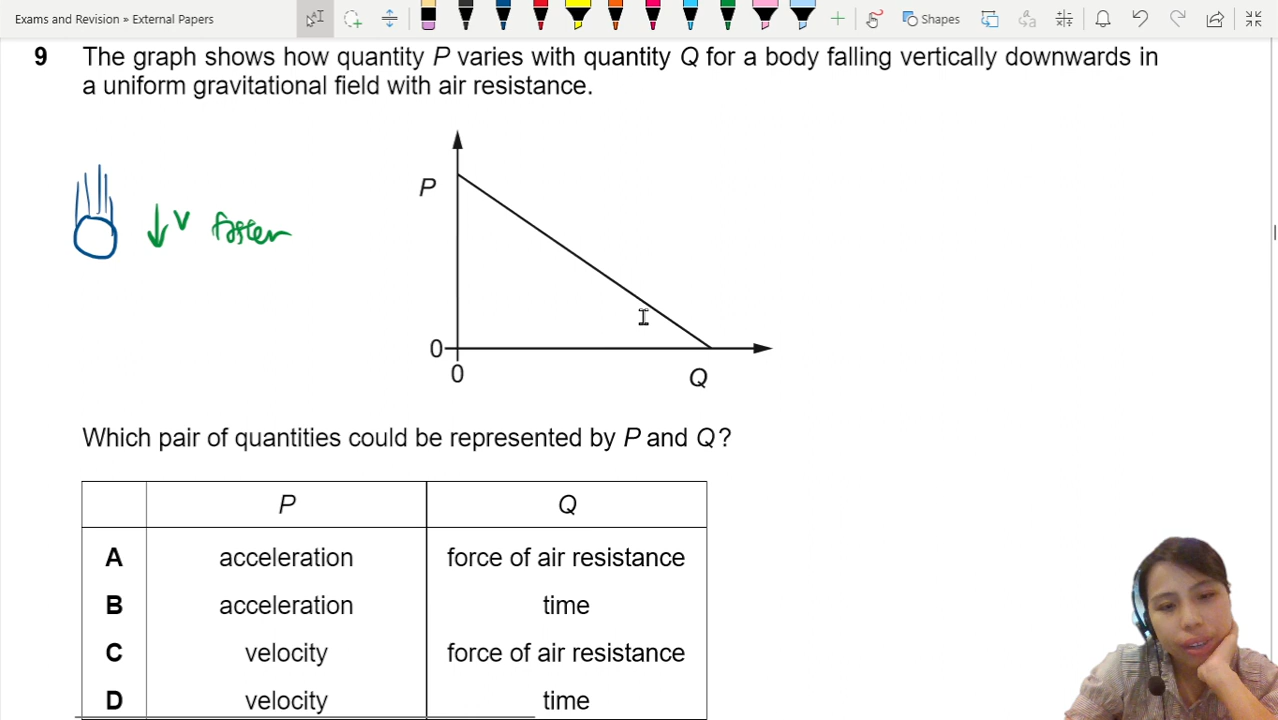 Exams and Revision » External Papers
Shapes
9 The graph shows how quantity P varies with quantity Q for a body falling vertically downwards in
a uniform gravitational field with air resistance.
↓ v faster
P
0
0
Q
Which pair of quantities could be represented by P and Q?
P Q
A acceleration force of air resistance
B acceleration time
C velocity force of air resistance
D velocity time